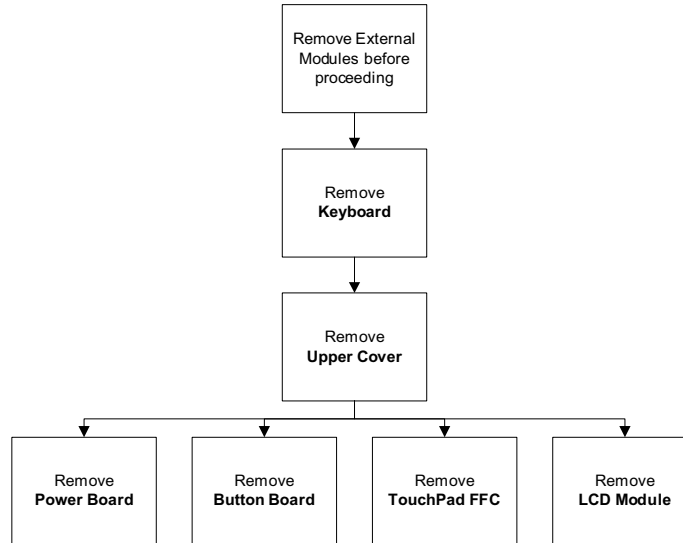 Remove External
Modules before
proceeding
Remove
Keyboard
Remove
Upper Cover
Remove
Power Board
Remove
Button Board
Remove
TouchPad FFC
Remove
LCD Module